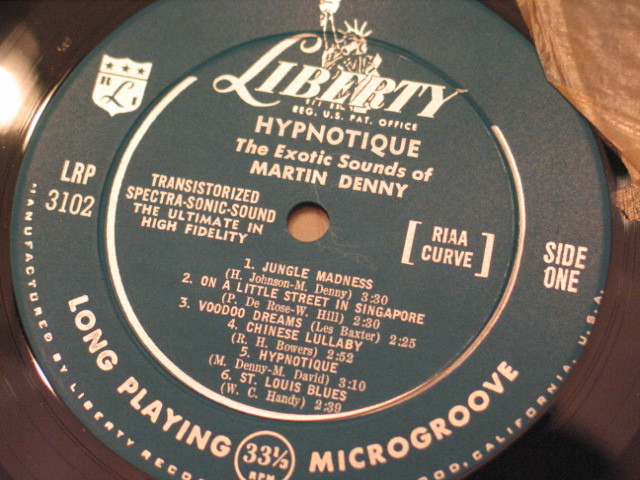 LIBERTY
REG. U.S. PAT. OFFICE
HYPNOTIQUE
The Exotic Sounds of
MARTIN DENNY
LRP
3102
TRANSISTORIZED
SPECTRA-SONIC-SOUND
THE ULTIMATE IN
HIGH FIDELITY
[RIAA
CURVE]
SIDE
ONE
1. JUNGLE MADNESS
(H. Johnson-M. Denny) 3:30
2. ON A LITTLE STREET IN SINGAPORE
(P. De Rose-W. Hill) 2:30
3. VOODOO DREAMS (Les Baxter) 2:25
4. CHINESE LULLABY
(R. H. Bowers) 2:52
5. HYPNOTIQUE
(M. Denny-M. David) 3:10
6. ST. LOUIS BLUES
(W. C. Handy) 2:39
LONG PLAYING 33⅓ RPM MICROGROOVE
MANUFACTURED BY LIBERTY CALIFORNIA, U.S.A.